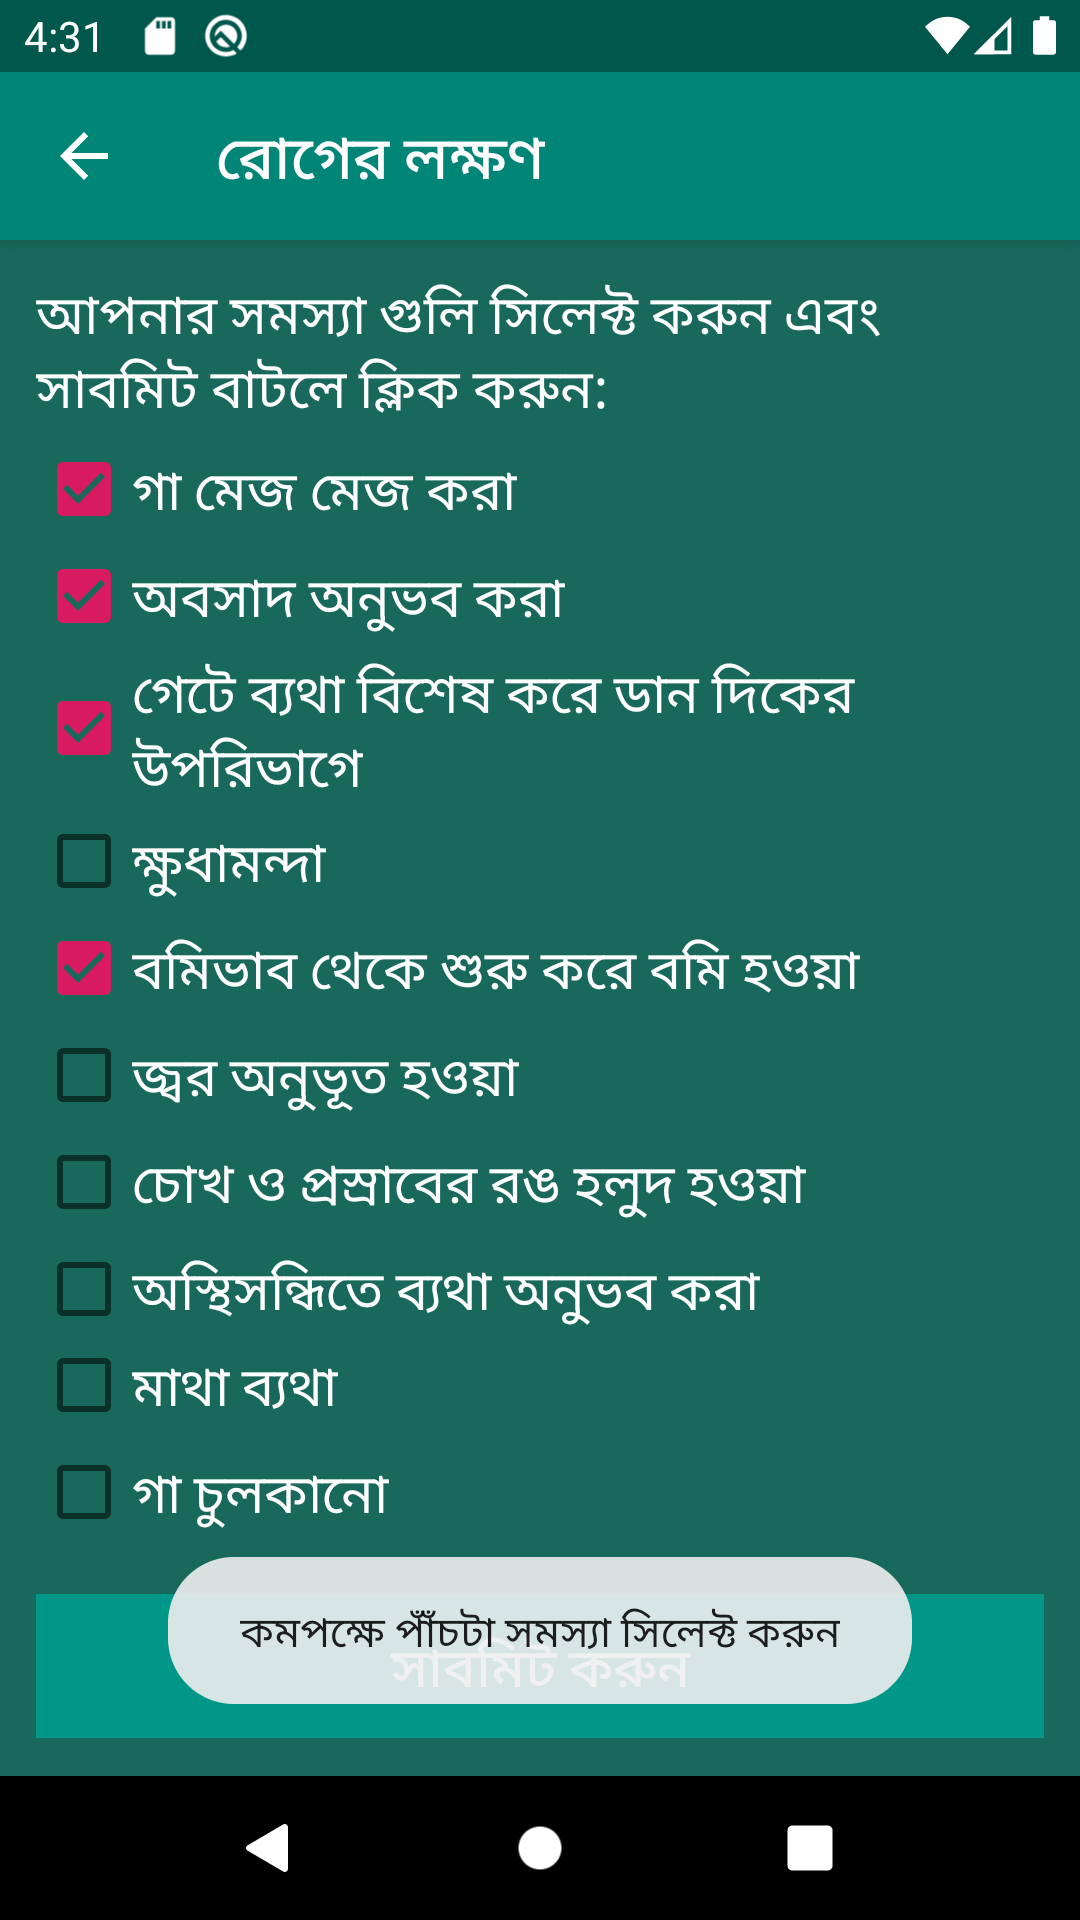 4:31
রোগের লক্ষণ
আপনার সমস্যা গুলি সিলেক্ট করুন এবং
সাবমিট বাটলে ক্লিক করুন:
গা মেজ মেজ করা
অবসাদ অনুভব করা
গেটে ব্যথা বিশেষ করে ডান দিকের
উপরিভাগে
ক্ষুধামন্দা
বমিভাব থেকে শুরু করে বমি হওয়া
জ্বর অনুভূত হওয়া
চোখ ও প্রস্রাবের রঙ হলুদ হওয়া
অস্থিসন্ধিতে ব্যথা অনুভব করা
মাথা ব্যথা
গা চুলকানো
কমপক্ষে পাঁচটা সমস্যা সিলেক্ট করুন
সাবমিট করুন